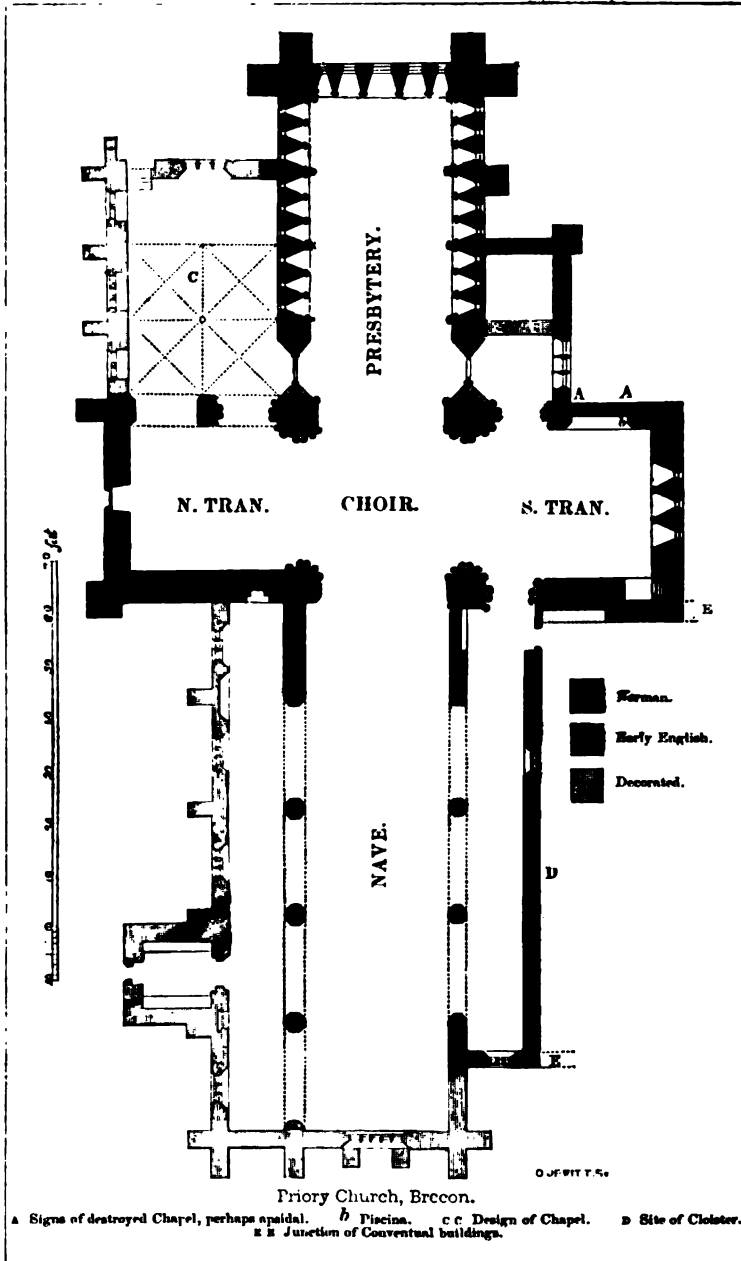 C
PRESBYTERY.
A A
N. TRAN. CHOIR. S. TRAN.
E
Norman.
Early English.
Decorated.
NAVE.
D
E
Priory Church, Brecon.
A Signs of destroyed Chapel, perhaps apsidal. b Piscina. C C Design of Chapel. D Site of Cloister.
E E Junction of Conventual buildings.